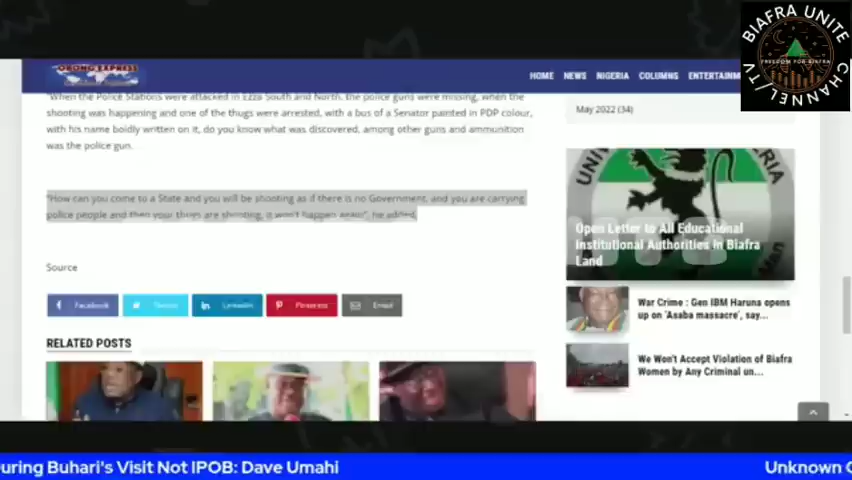 BIAFRA UNITE
FREEDOM FOR BIAFRA
CHANNEL/TV
OBONG EXPRESS
HOME NEWS NIGERIA COLUMNS ENTERTAINM
"When the Police Stations were attacked in Ezza South and North, the police guns were missing, when the
shooting was happening and one of the thugs were arrested, with a bus of a Senator painted in PDP colour,
with his name boldly written on it, do you know what was discovered, among other guns and ammunition
was the police gun.
"How can you come to a State and you will be shooting as if there is no Government, and you are carrying
police people and then your thugs are shooting, it won't happen again", he added.
Source
Facebook Twitter LinkedIn Pinterest Email
RELATED POSTS
May 2022 (34)
Open Letter to All Educational
Institutional Authorities In Biafra
Land
War Crime : Gen IBM Haruna opens
up on 'Asaba massacre', say...
We Won't Accept Violation of Biafra
Women by Any Criminal un...
During Buhari's Visit Not IPOB: Dave Umahi
Unknown